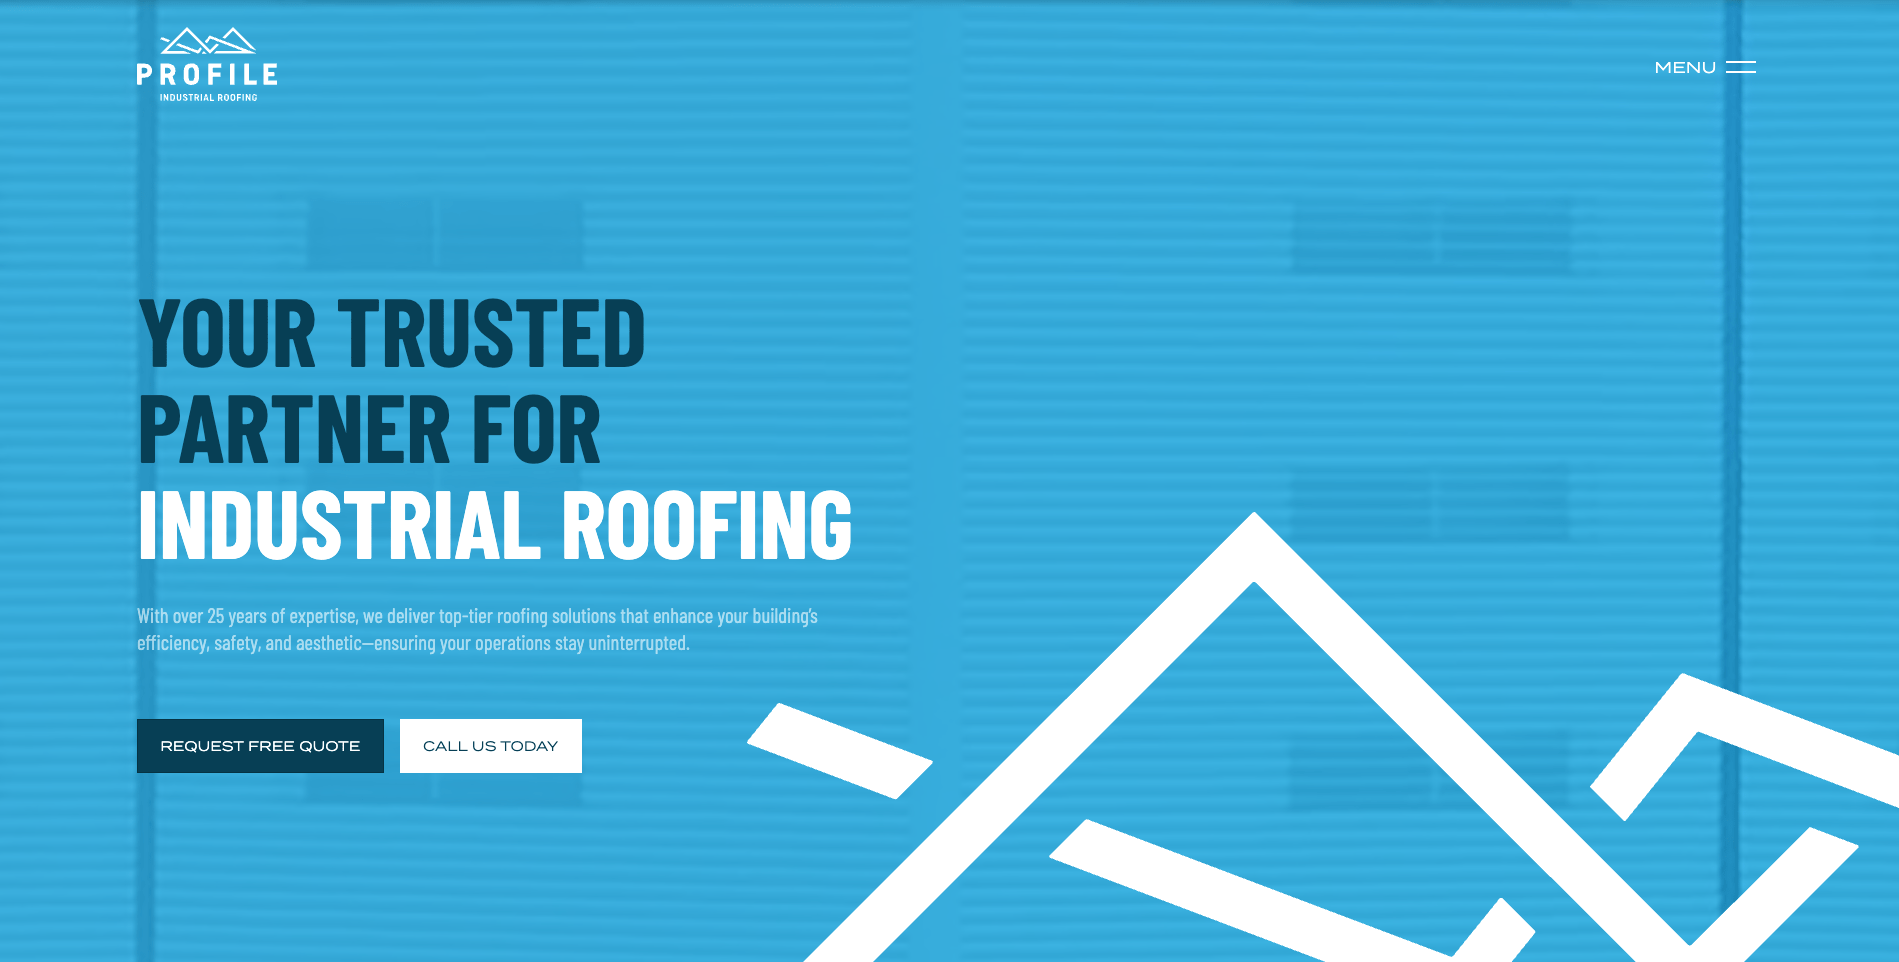 PROFILE
INDUSTRIAL ROOFING
MENU
YOUR TRUSTED
PARTNER FOR
INDUSTRIAL ROOFING
With over 25 years of expertise, we deliver top-tier roofing solutions that enhance your building's
efficiency, safety, and aesthetic—ensuring your operations stay uninterrupted.
REQUEST FREE QUOTE
CALL US TODAY